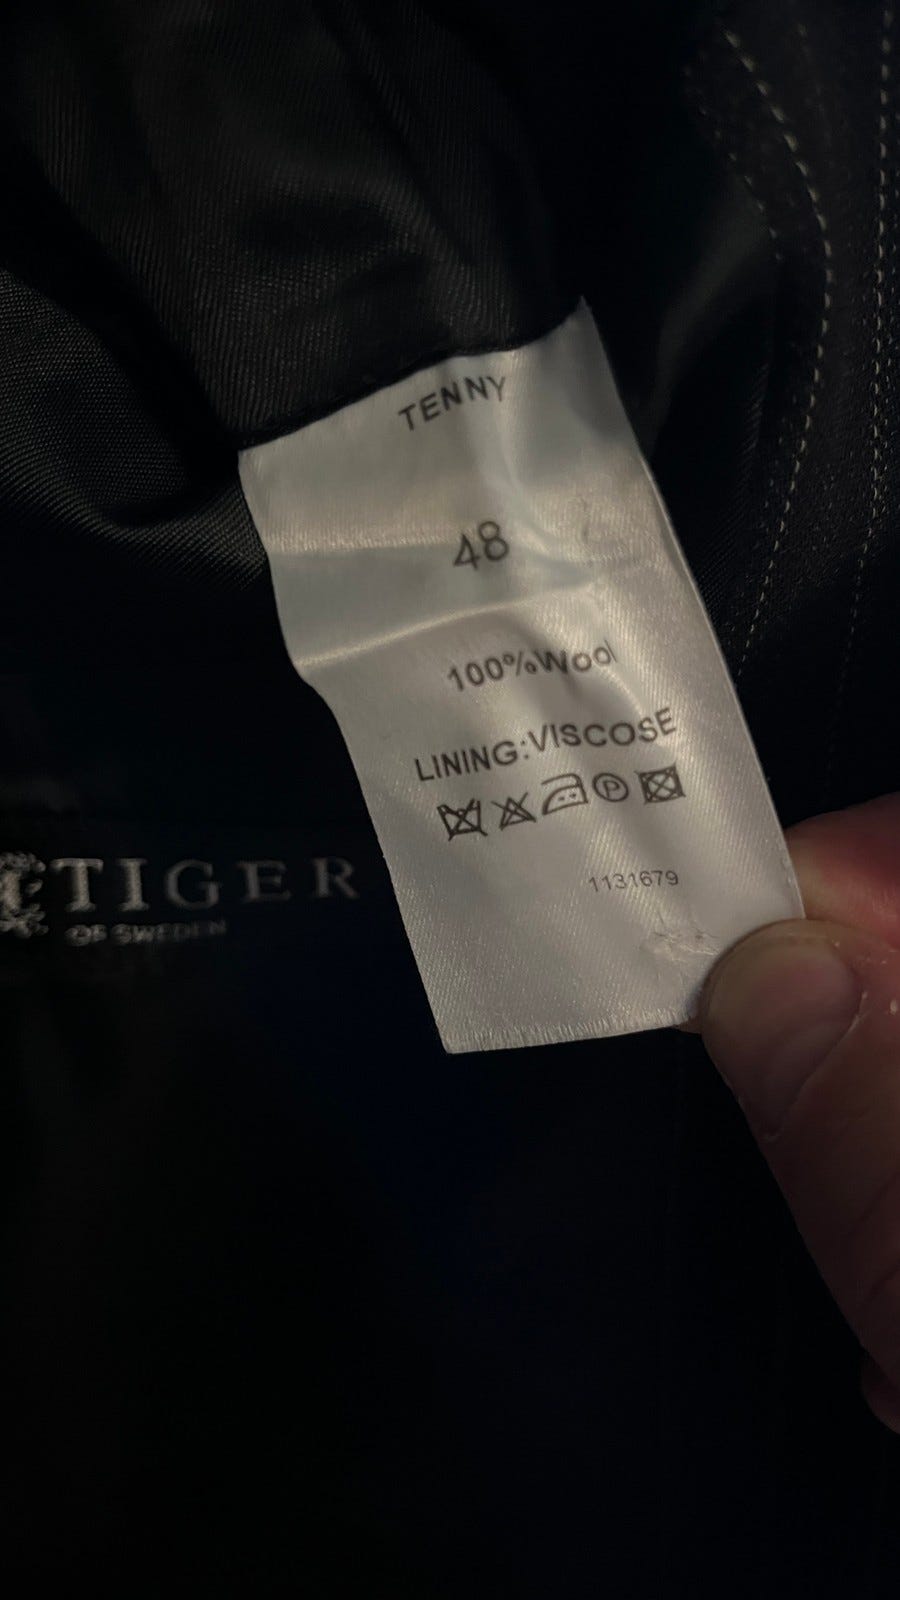 TENNY
48
100%Wool
LINING:VISCOSE
P
1131679
TIGER
OF SWEDEN